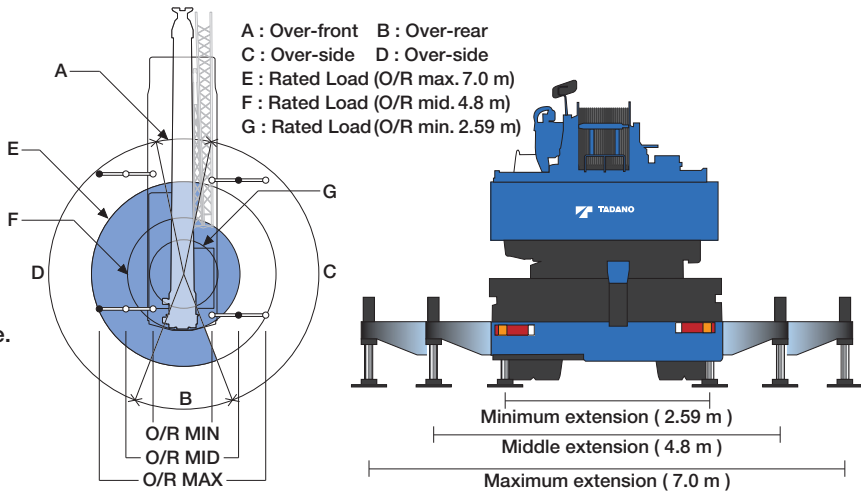 A : Over-front B : Over-rear
C : Over-side D : Over-side
E : Rated Load (O/R max. 7.0 m)
F : Rated Load (O/R mid. 4.8 m)
G : Rated Load (O/R min. 2.59 m)
A
E
G
F
D
C
e.
B
O/R MIN
O/R MID
O/R MAX
TADANO
Minimum extension ( 2.59 m )
Middle extension ( 4.8 m )
Maximum extension ( 7.0 m )